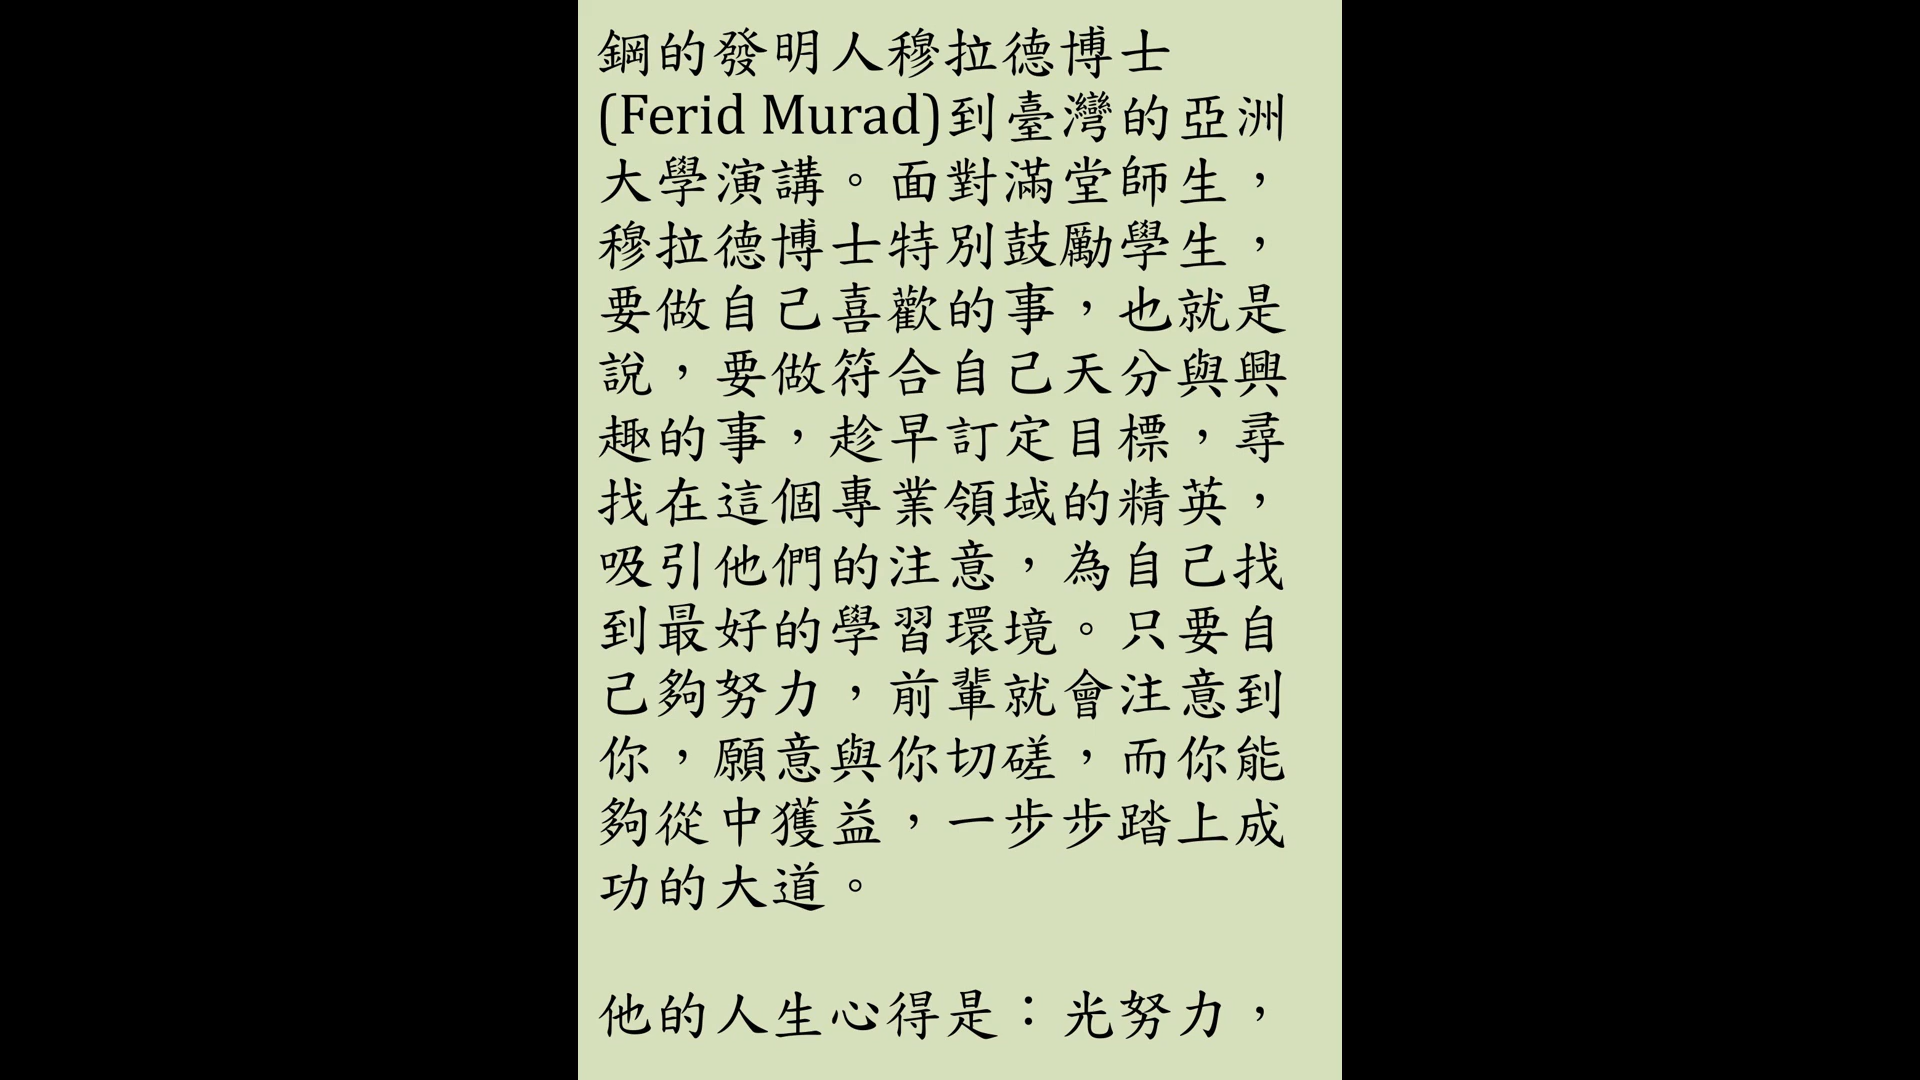 鋼的發明人穆拉德博士
(Ferid Murad)到臺灣的亞洲
大學演講。面對滿堂師生，
穆拉德博士特別鼓勵學生，
要做自己喜歡的事，也就是
說，要做符合自己天分與興
趣的事，趁早訂定目標，尋
找在這個專業領域的精英，
吸引他們的注意，為自己找
到最好的學習環境。只要自
己夠努力，前輩就會注意到
你，願意與你切磋，而你能
夠從中獲益，一步步踏上成
功的大道。
他的人生心得是：光努力，